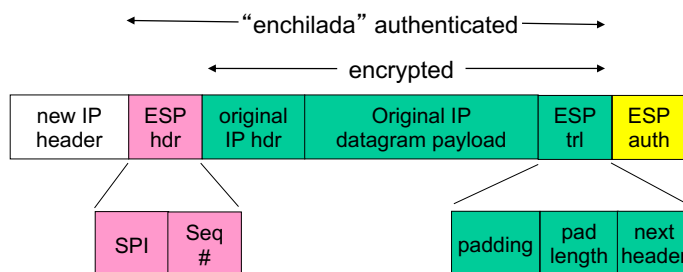 “enchilada” authenticated
encrypted
new IP
header
ESP
hdr
original
IP hdr
Original IP
datagram payload
ESP
trl
ESP
auth
SPI
Seq
#
padding
pad
length
next
header